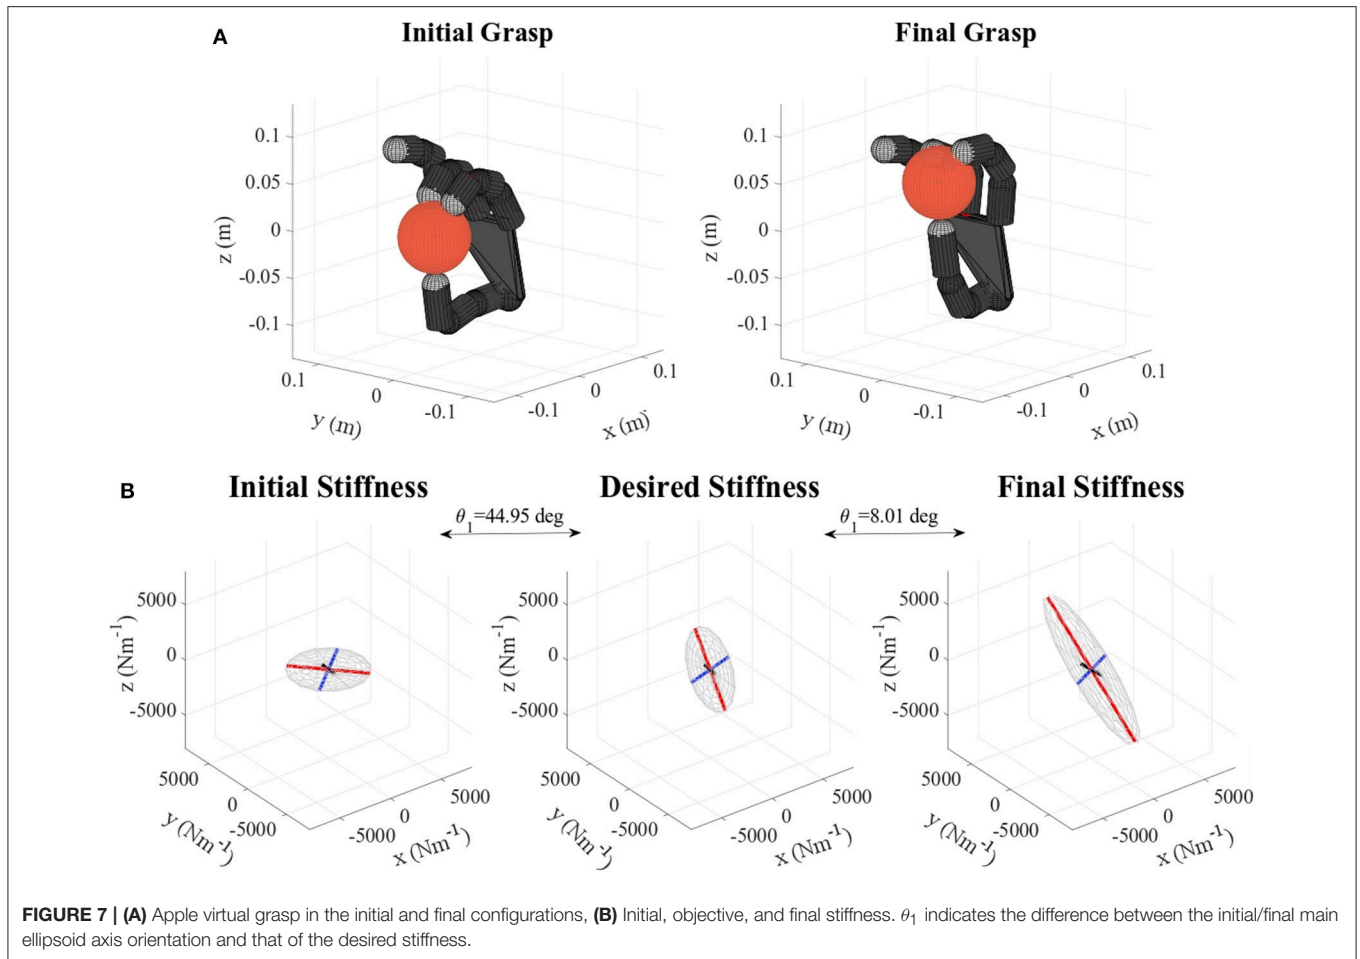 A
Initial Grasp
Final Grasp
0.1
0.05
0
-0.05
-0.1
z (m)
0.1
0
-0.1
y (m)
-0.1
0
0.1
x (m)
0.1
0.05
0
-0.05
-0.1
z (m)
0.1
0
-0.1
y (m)
-0.1
0
0.1
x (m)
B
Initial Stiffness
Desired Stiffness
Final Stiffness
θ₁=44.95 deg
θ₁=8.01 deg
5000
0
-5000
z (Nm⁻¹)
5000
0
-5000
y (Nm⁻¹)
-5000
0
5000
x (Nm⁻¹)
5000
0
-5000
z (Nm⁻¹)
5000
0
-5000
y (Nm⁻¹)
-5000
0
5000
x (Nm⁻¹)
5000
0
-5000
z (Nm⁻¹)
5000
0
-5000
y (Nm⁻¹)
-5000
0
5000
x (Nm⁻¹)
FIGURE 7 | (A) Apple virtual grasp in the initial and final configurations, (B) Initial, objective, and final stiffness. θ₁ indicates the difference between the initial/final main
ellipsoid axis orientation and that of the desired stiffness.